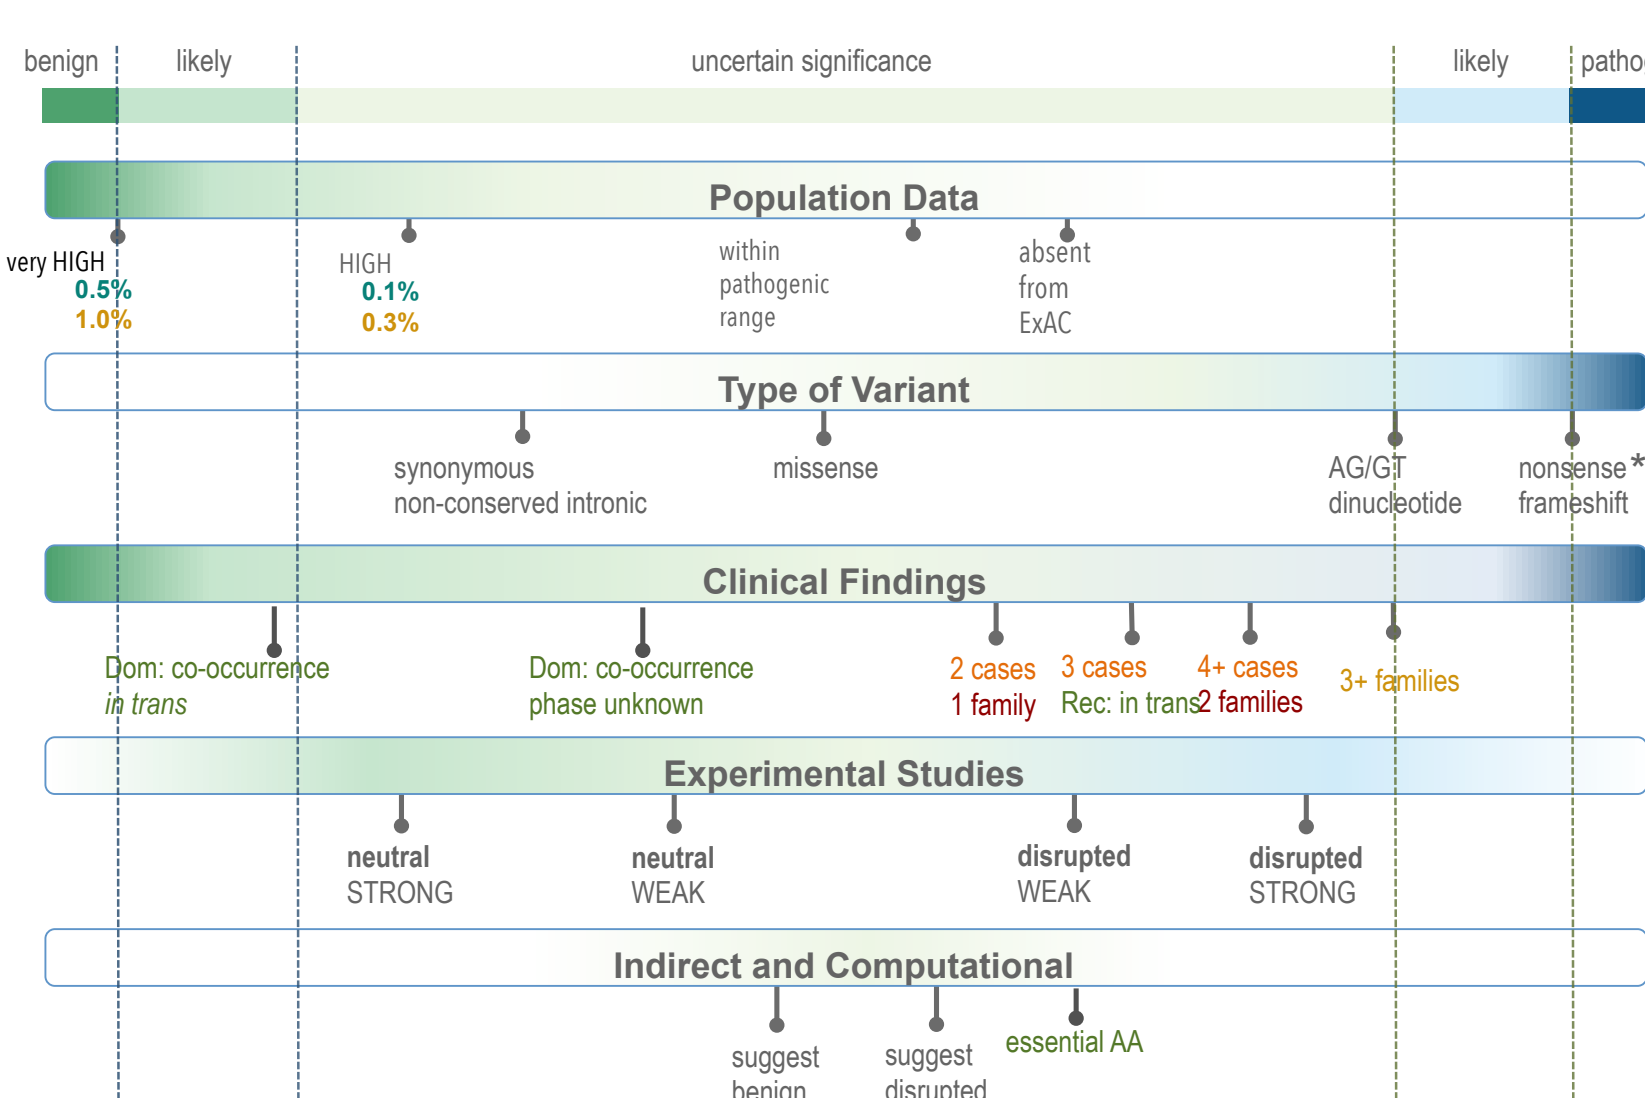 benign likely uncertain significance likely patho
Population Data
very HIGH
0.5%
1.0%
HIGH
0.1%
0.3%
within
pathogenic
range
absent
from
ExAC
Type of Variant
synonymous
non-conserved intronic
missense
AG/GT
dinucleotide
nonsense*
frameshift
Clinical Findings
Dom: co-occurrence
in trans
Dom: co-occurrence
phase unknown
2 cases
1 family
3 cases
Rec: in trans
4+ cases
2 families
3+ families
Experimental Studies
neutral
STRONG
neutral
WEAK
disrupted
WEAK
disrupted
STRONG
Indirect and Computational
suggest
benign
suggest
disrupted
essential AA